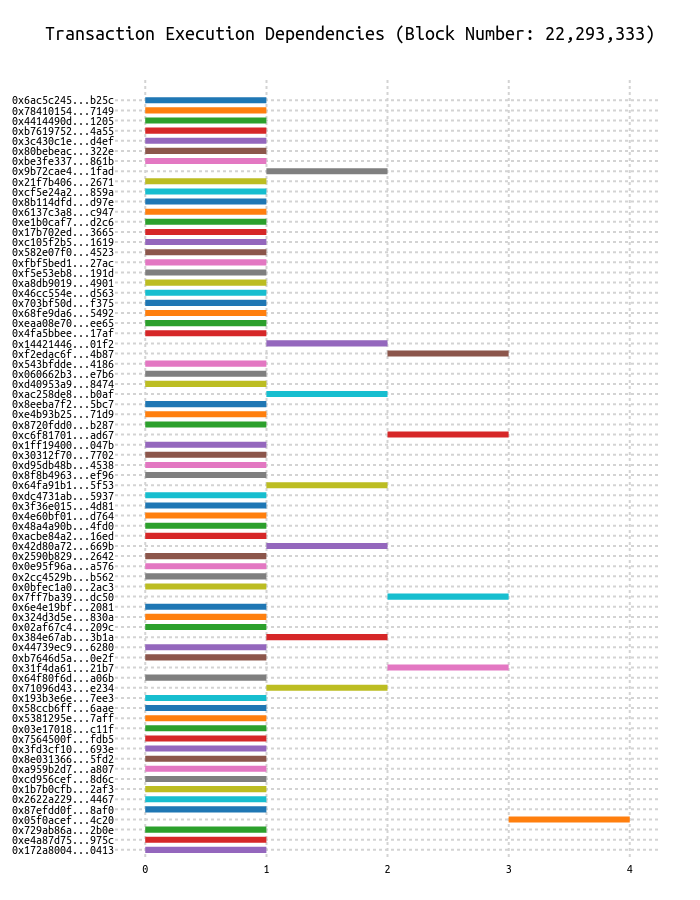 Transaction Execution Dependencies (Block Number: 22,293,333)
0x6ac5c245...b25c
0x78410154...7149
0x4414490d...1205
0xb7619752...4a55
0x3c430c1e...d4ef
0x80bebeac...322e
0xbe3fe337...861b
0x9b72cae4...1fad
0x21f7b406...2671
0xcf5e24a2...859a
0x8b114dfd...d97e
0x6137c3a8...c947
0xe1b0caf7...d2c6
0x17b702ed...3665
0xc105f2b5...1619
0x582e07f0...4523
0xfbf5bed1...27ac
0xf5e53eb8...191d
0xa8db9019...4901
0x46cc554e...d563
0x703bf50d...f375
0x68fe9da6...5492
0xeaa08e70...ee65
0x4fa5bbee...17af
0x14421446...01f2
0xf2edac6f...4b87
0x543bfdde...4186
0x060662b3...e7b6
0xd40953a9...8474
0xac258de8...b0af
0x8eeba7f2...5bc7
0xe4b93b25...71d9
0x8720fdd0...b287
0xc6f81701...ad67
0x1ff19400...047b
0x30312f70...7702
0xd95db48b...4538
0x8f8b4963...ef96
0x64fa91b1...5f53
0xdc4731ab...5937
0x3f36e015...4d81
0x4e60bf01...d764
0x48a4a90b...4fd0
0xacbe84a2...16ed
0x42d80a72...669b
0x2590b829...2642
0x0e95f96a...a576
0x2cc4529b...b562
0x0bfec1a0...2ac3
0x7ff7ba39...dc50
0x6e4e19bf...2081
0x324d3d5e...830a
0x02af67c4...209c
0x384e67ab...3b1a
0x44739ec9...6280
0xb7646d5a...0e2f
0x31f4da61...21b7
0x64f80f6d...a06b
0x71096d43...e234
0x193b3e6e...7ee3
0x58ccb6ff...6aae
0x5381295e...7aff
0x03e17018...c11f
0x7564500f...fdb5
0x3fd3cf10...693e
0x8e031366...5fd2
0xa959b2d7...a807
0xcd956cef...8d6c
0x1b7b0cfb...2af3
0x2622a229...4467
0x87efdd0f...8af0
0x05f0acef...4c20
0x729ab86a...2b0e
0xe4a87d75...975c
0x172a8004...0413
0 1 2 3 4